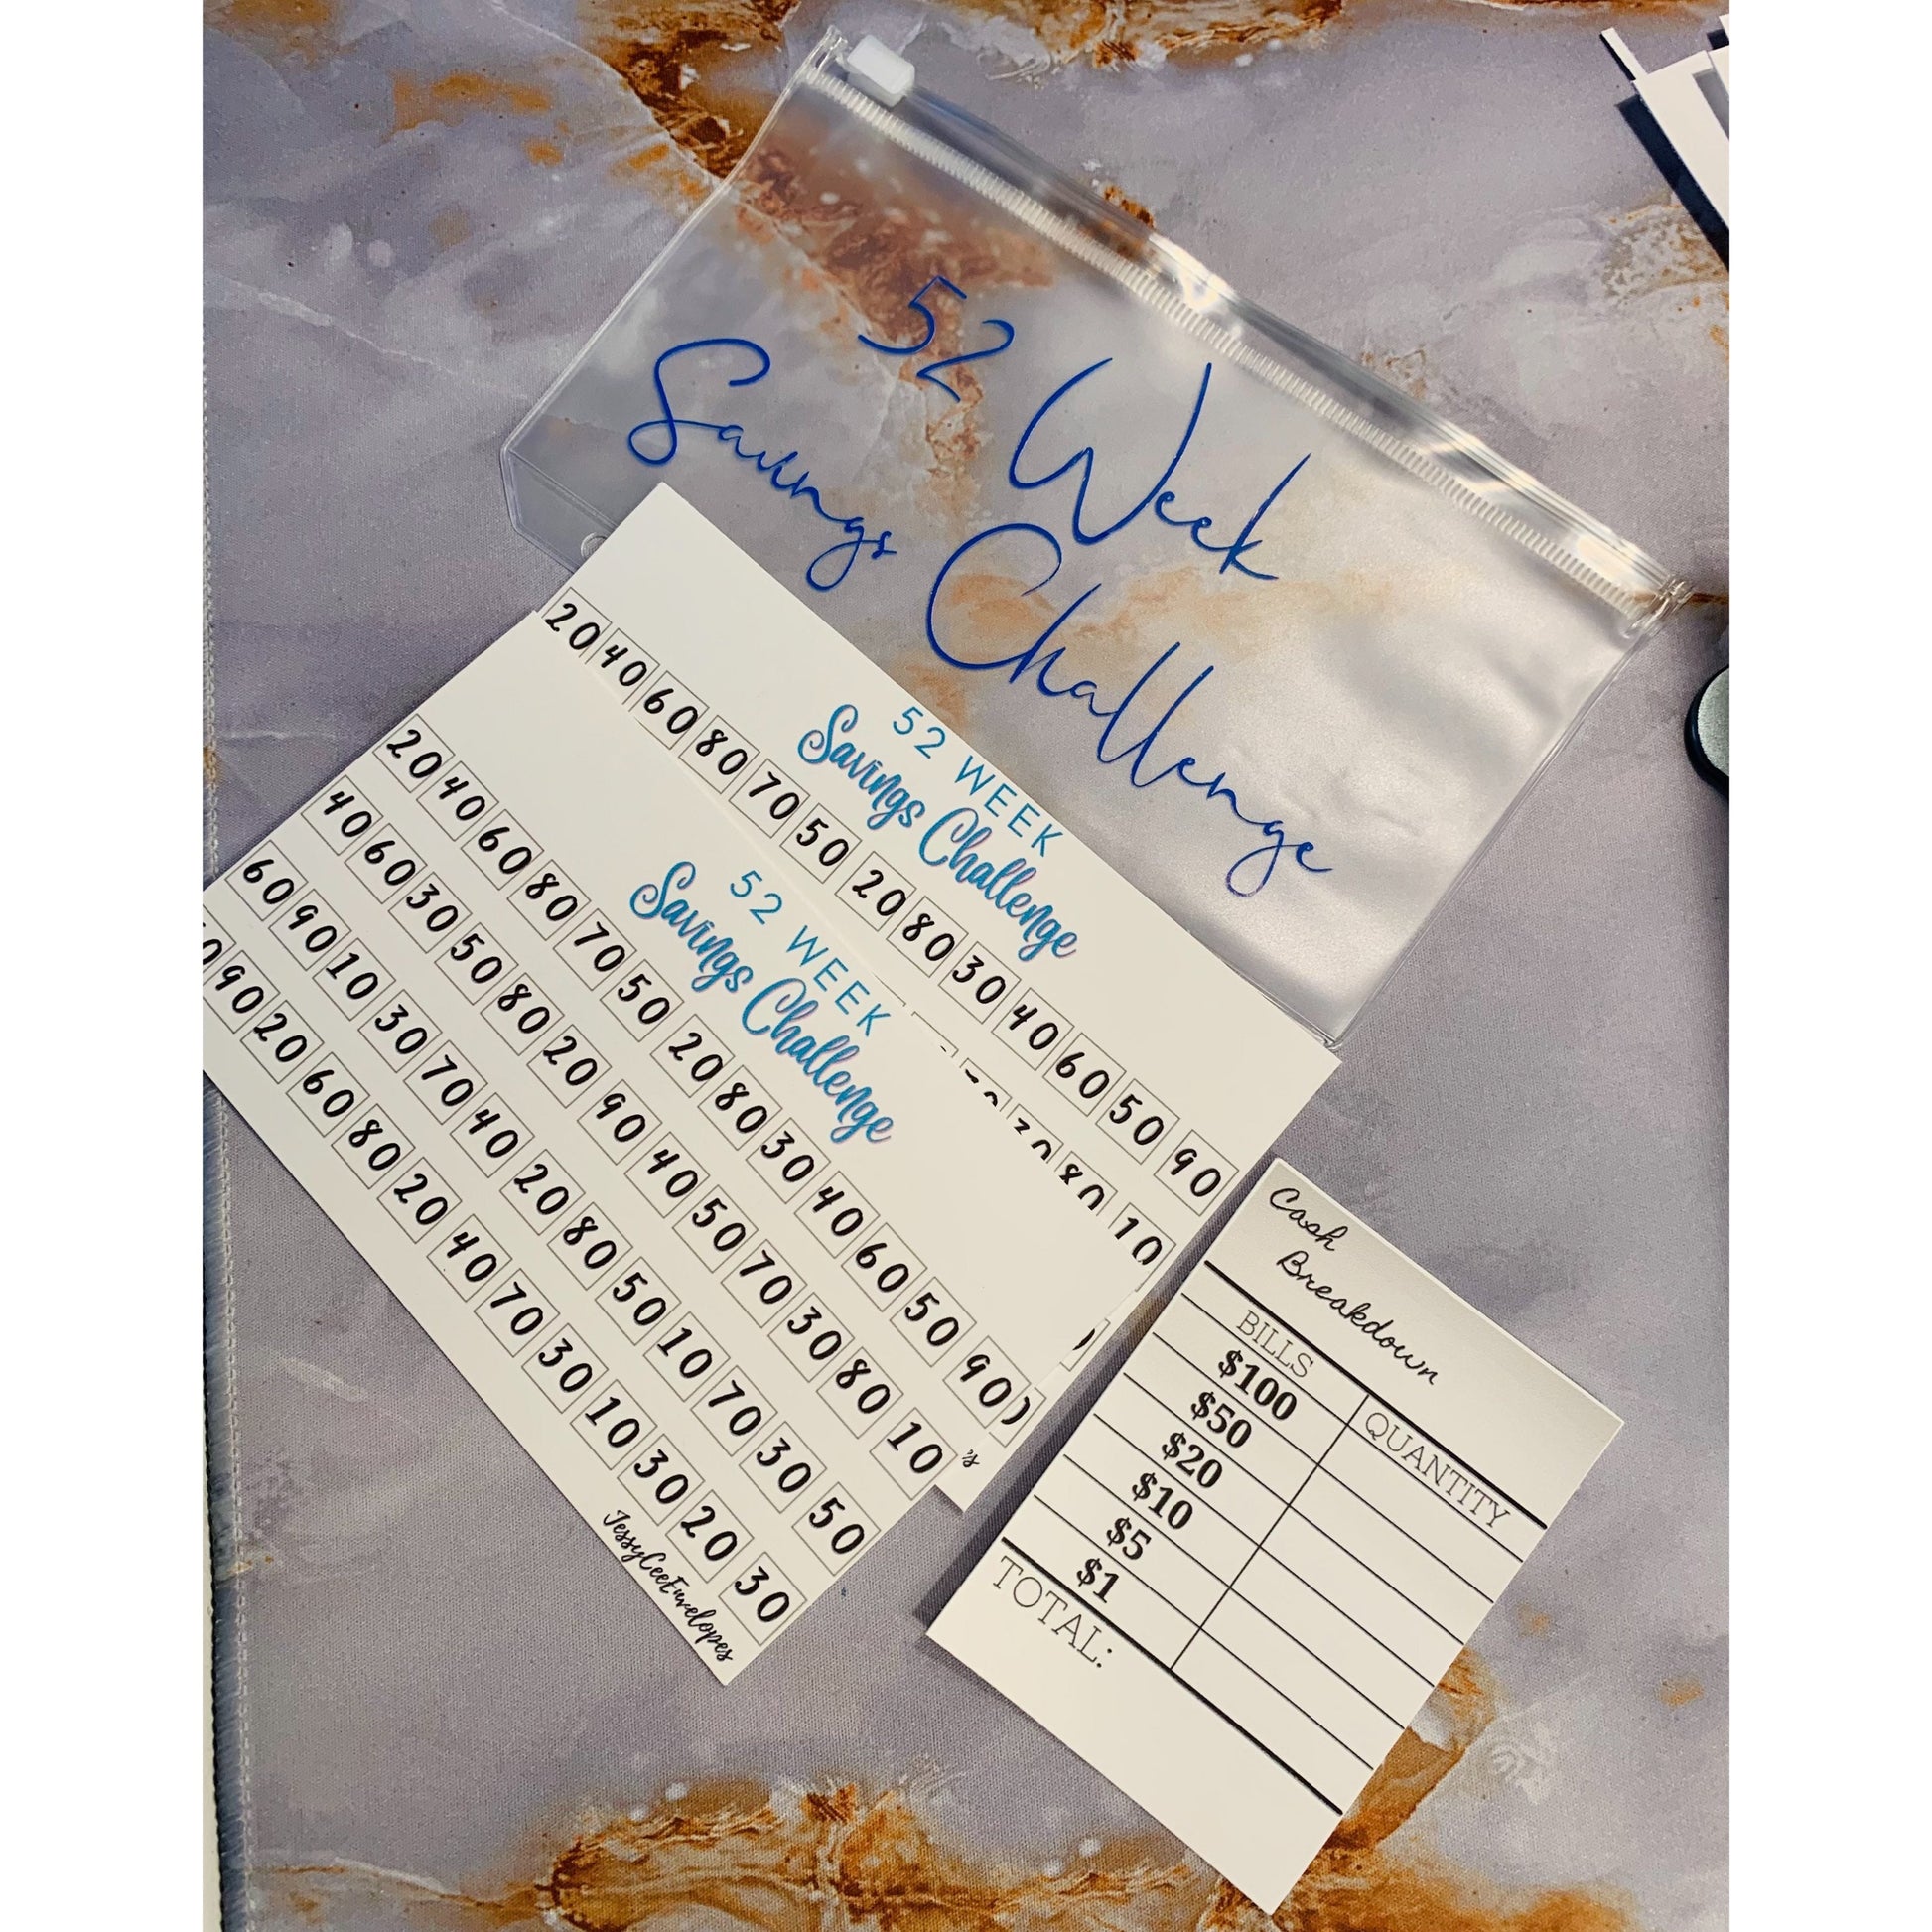 52 Week
Savings Challenge
52 WEEK
Savings Challenge
20 40 60 80 70 50 20 80 30 40 60 50 90
80 10
52 WEEK
Savings Challenge
20 40 60 80 70 50 20 80 30 40 60 50 90
40 60 30 50 80 20 90 40 50 70 30 80 10
60 90 10 30 70 40 20 80 50 10 70 30 50
90 20 60 80 20 40 70 30 10 30 20 30
JessyCeeEnvelopes
Cash
Breakdown
BILLS QUANTITY
$100
$50
$20
$10
$5
$1
TOTAL: